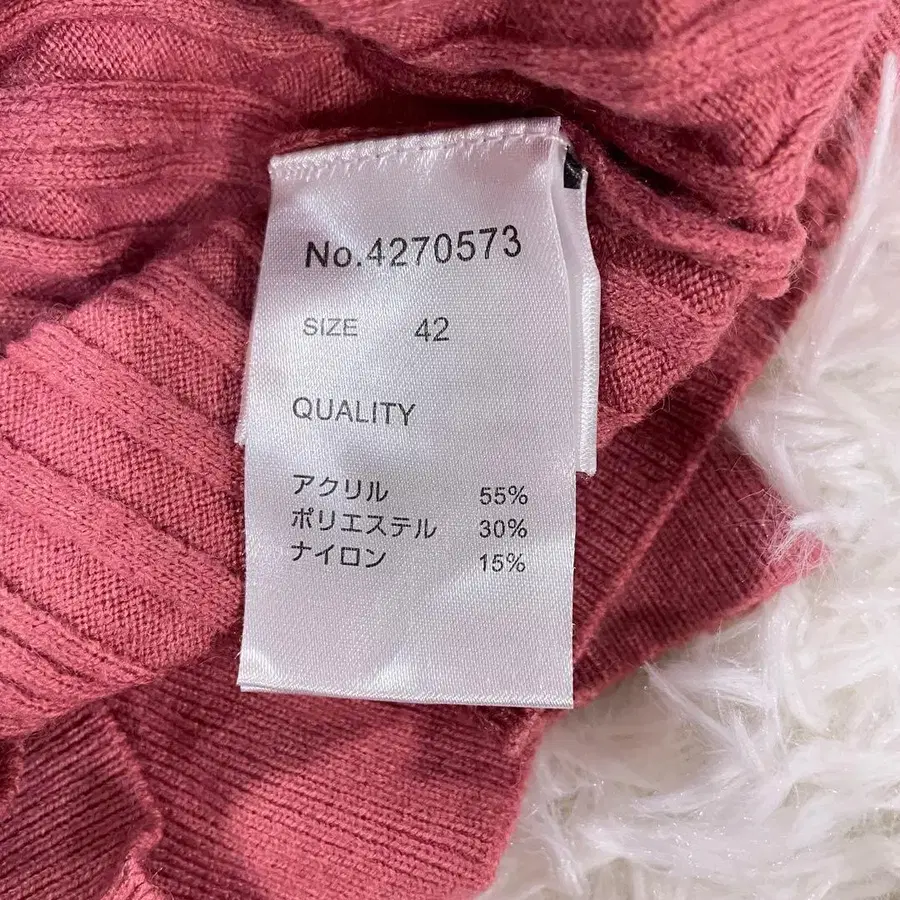 No.4270573
SIZE 42
QUALITY
アクリル 55%
ポリエステル 30%
ナイロン 15%